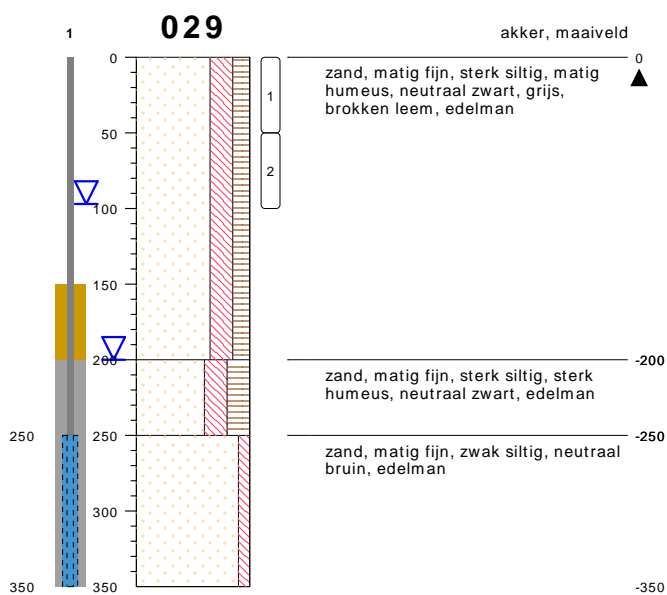 029
1
akker, maaiveld
0
0
zand, matig fijn, sterk siltig, matig
humeus, neutraal zwart, grijs,
brokken leem, edelman
1
50
2
100
150
200
-200
zand, matig fijn, sterk siltig, sterk
humeus, neutraal zwart, edelman
250
250
-250
zand, matig fijn, zwak siltig, neutraal
bruin, edelman
300
350
350
-350